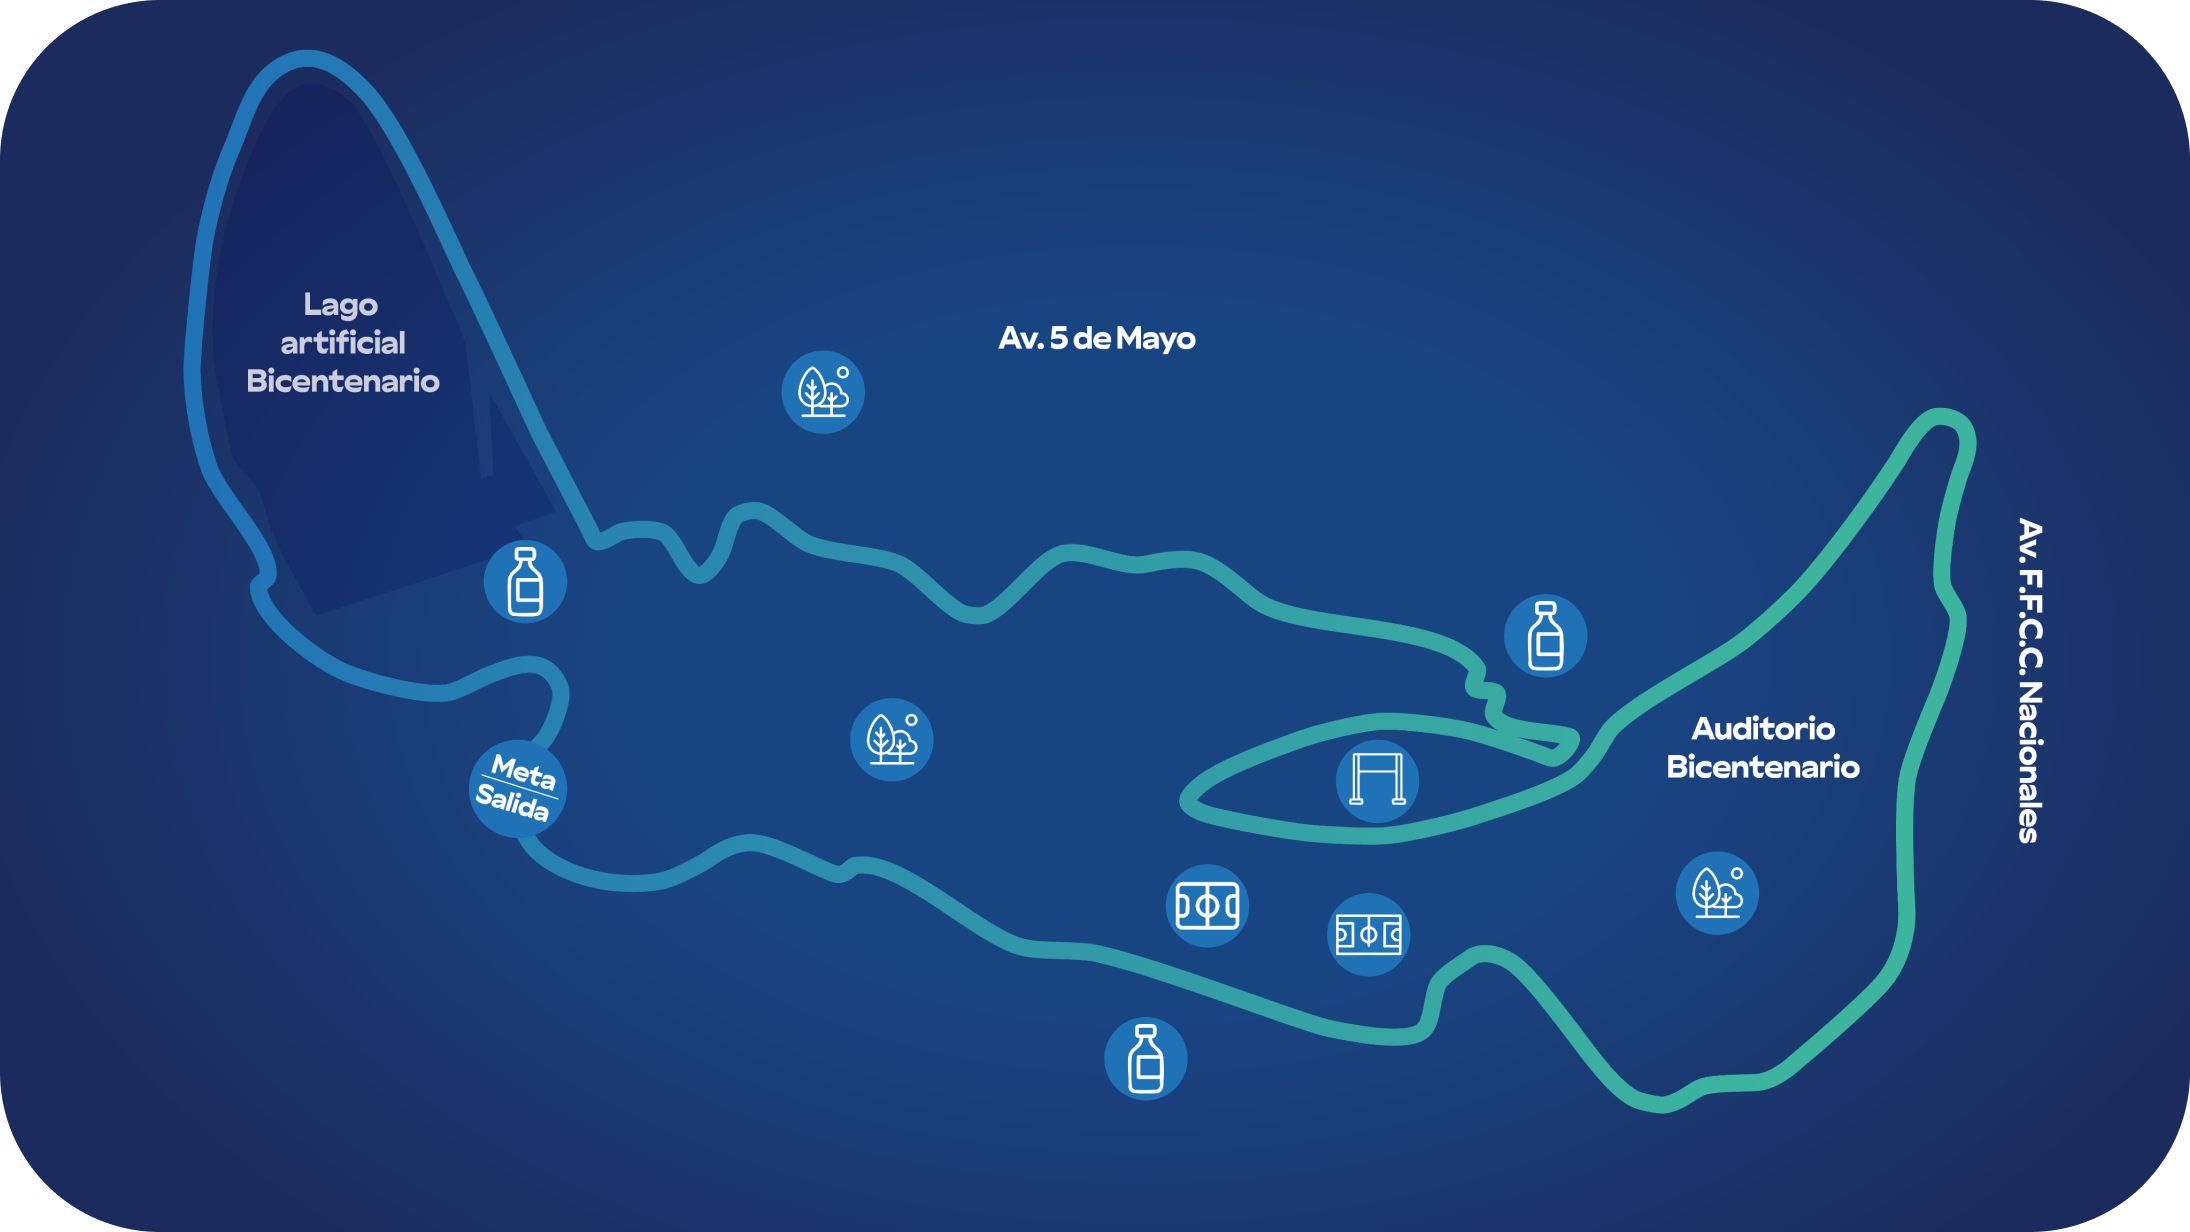 Lago
artificial
Bicentenario
Av. 5 de Mayo
Av. F.F.C.C. Nacionales
Auditorio
Bicentenario
Meta
Salida